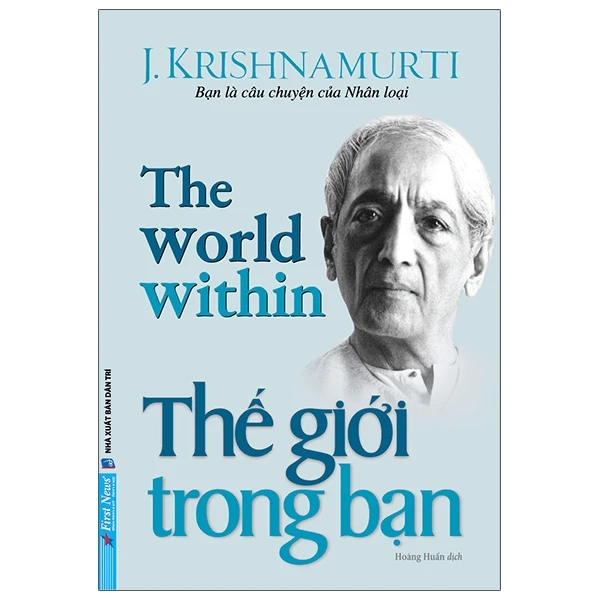 J. KRISHNAMURTI
Bạn là câu chuyện của Nhân loại
The
world
within
Thế giới
trong bạn
Hoàng Huấn dịch
NHÀ XUẤT BẢN DÂN TRÍ
First News